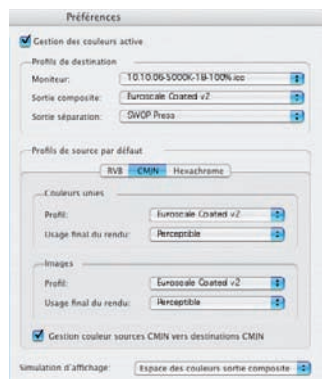 Préférences
Gestion des couleurs active
Profils de destination
Moniteur: 10.10.06-5000K-18-100%.icc
Sortie composite: Euroscale Coated v2
Sortie séparation: SWOP Press
Profils de source par défaut
RVB CMJN Hexachrome
Couleurs unies
Profil: Euroscale Coated v2
Usage final du rendu: Perceptible
Images
Profil: Euroscale Coated v2
Usage final du rendu: Perceptible
Gestion couleur sources CMJN vers destinations CMJN
Simulation d'affichage: Espace des couleurs sortie composite